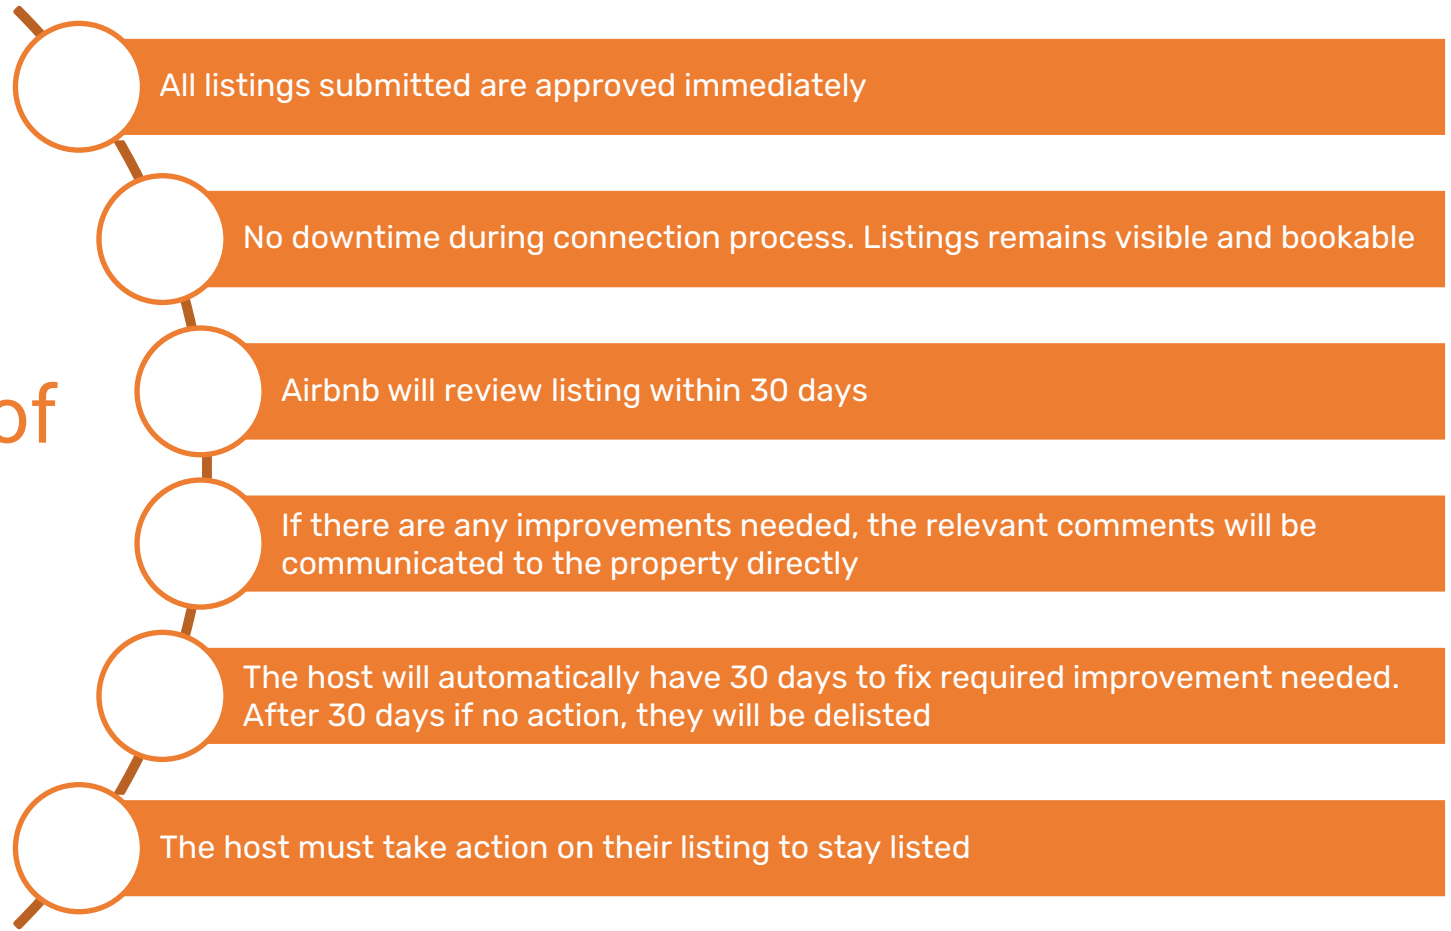 All listings submitted are approved immediately
No downtime during connection process. Listings remains visible and bookable
Airbnb will review listing within 30 days
of
If there are any improvements needed, the relevant comments will be
communicated to the property directly
The host will automatically have 30 days to fix required improvement needed.
After 30 days if no action, they will be delisted
The host must take action on their listing to stay listed